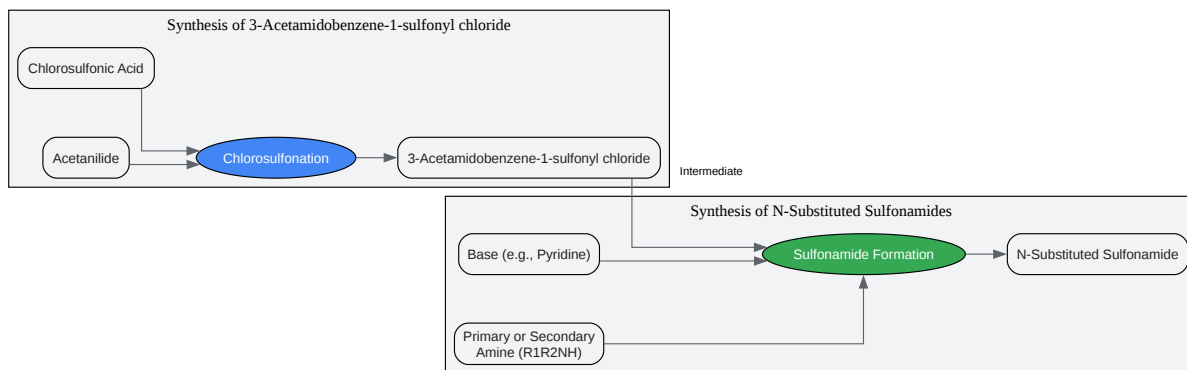 Synthesis of 3-Acetamidobenzene-1-sulfonyl chloride
Chlorosulfonic Acid
Acetanilide
Chlorosulfonation
3-Acetamidobenzene-1-sulfonyl chloride
Intermediate
Synthesis of N-Substituted Sulfonamides
Base (e.g., Pyridine)
Sulfonamide Formation
N-Substituted Sulfonamide
Primary or Secondary
Amine (R1R2NH)